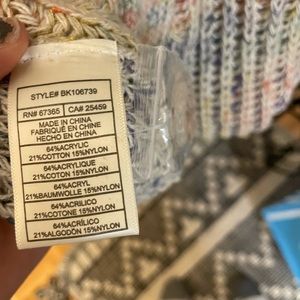 STYLE# BK106739
RN# 67365 CA# 25459
MADE IN CHINA
FABRIQUÉ EN CHINE
HECHO EN CHINA
64%ACRYLIC
21%COTTON 15%NYLON
64%ACRYLIQUE
21%COTON 15%NYLON
64%ACRYL
21%BAUMWOLL 15%NYLON
64%ACRILICO
21%COTONE 15%NYLON
64%ACRÍLICO
21%ALGODÓN 15%NYLON